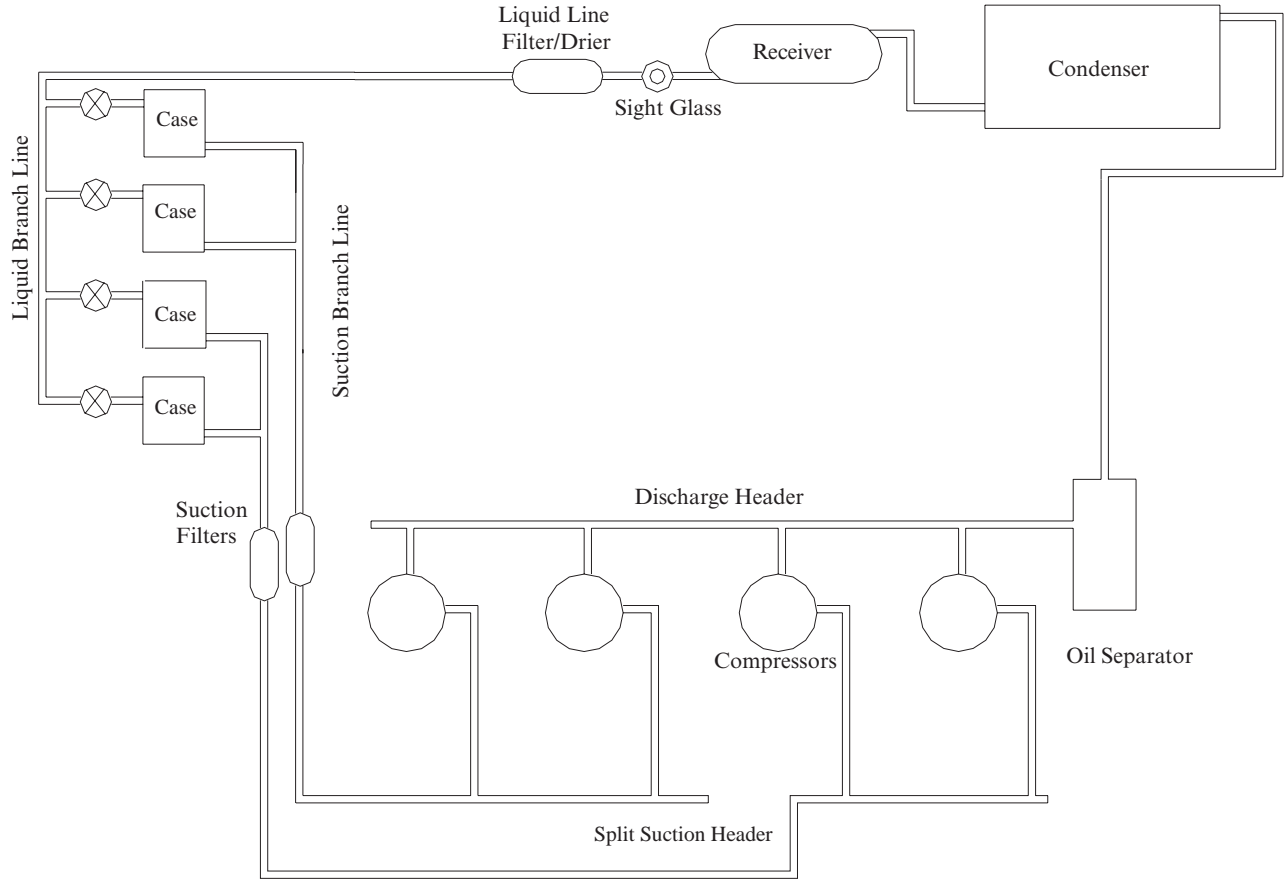 Liquid Line
Filter/Drier
Receiver
Condenser
Sight Glass
Case
Case
Case
Case
Liquid Branch Line
Suction Branch Line
Suction
Filters
Discharge Header
Compressors
Oil Separator
Split Suction Header